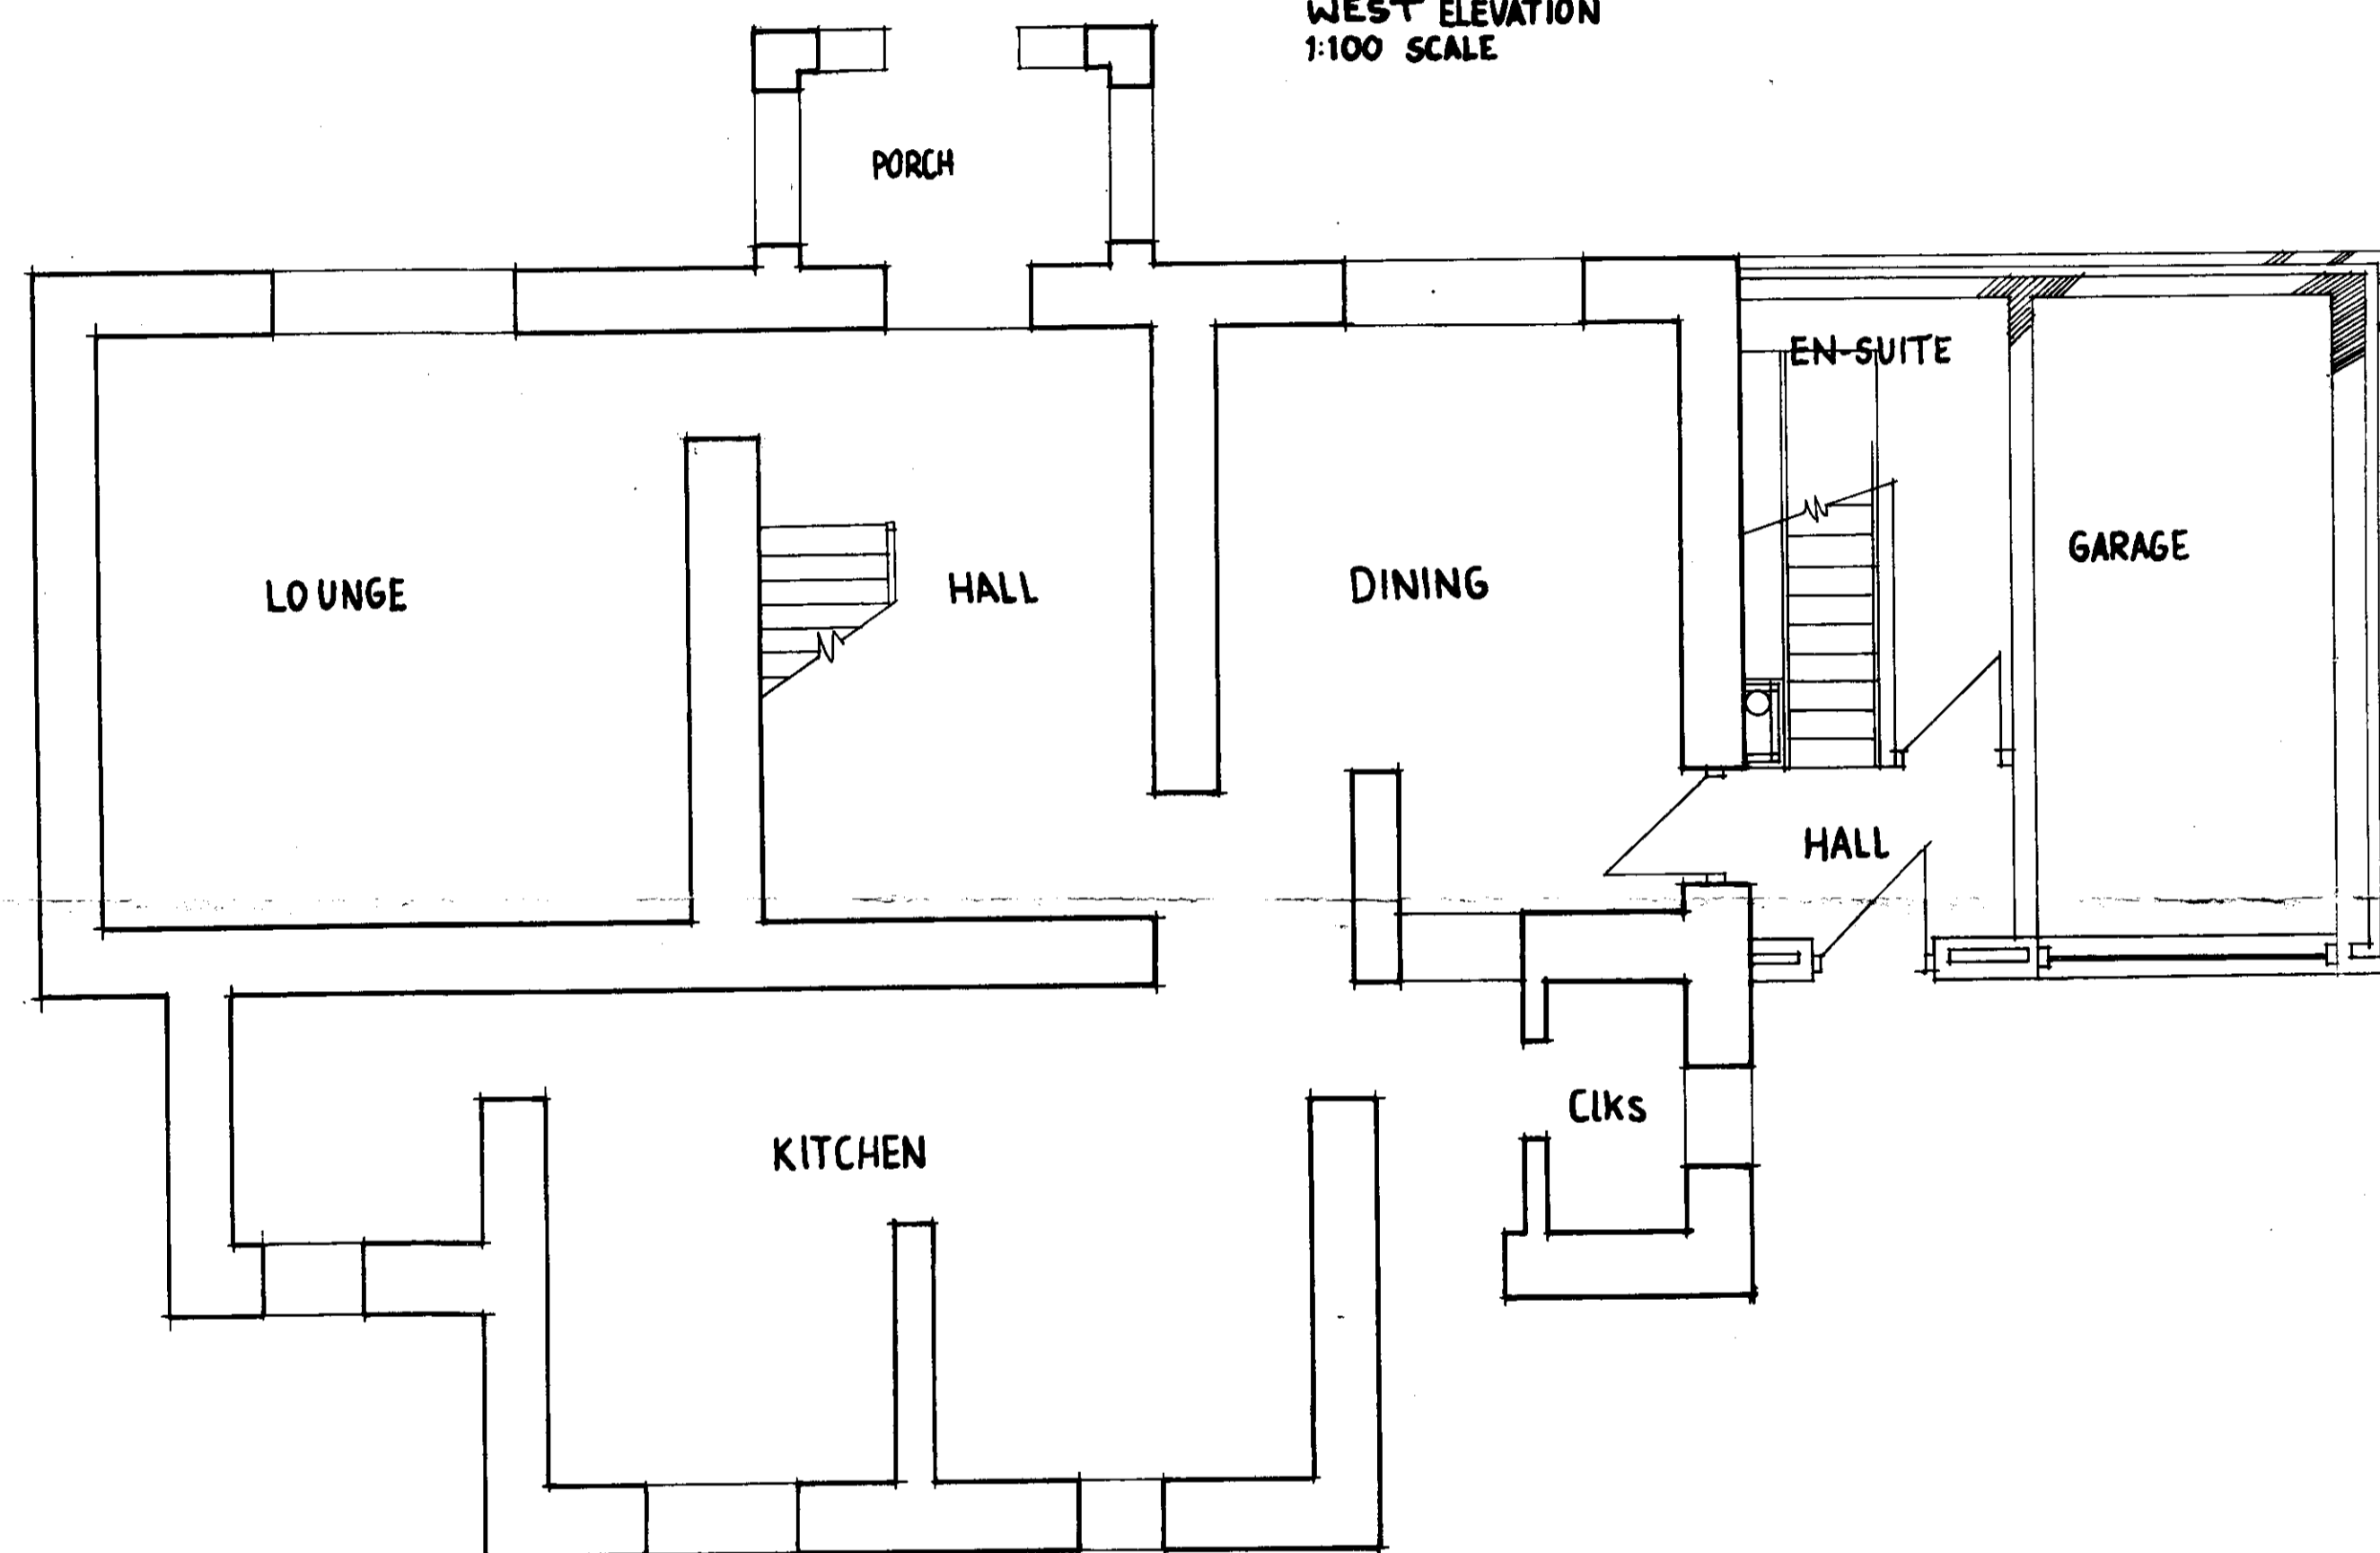 WEST ELEVATION
1:100 SCALE
PORCH
EN-SUITE
GARAGE
LOUNGE
HALL
DINING
HALL
Clks
KITCHEN